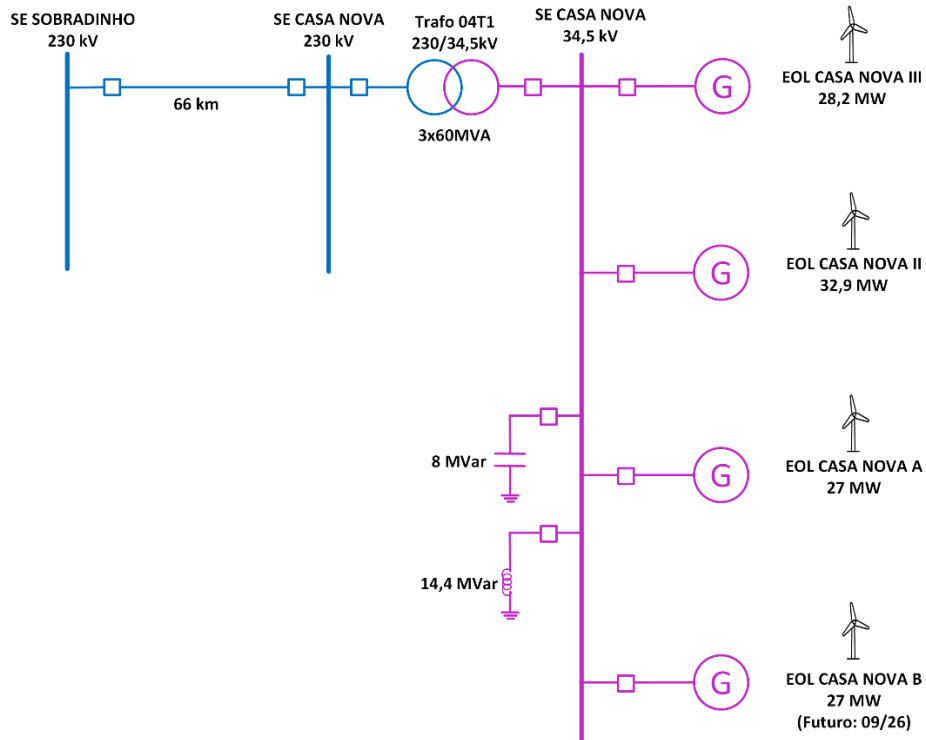 SE SOBRADINHO
230 kV
SE CASA NOVA
230 kV
Trafo 04T1
230/34,5kV
SE CASA NOVA
34,5 kV
66 km
3x60MVA
G
EOL CASA NOVA III
28,2 MW
G
EOL CASA NOVA II
32,9 MW
8 MVar
G
EOL CASA NOVA A
27 MW
14,4 MVar
G
EOL CASA NOVA B
27 MW
(Futuro: 09/26)